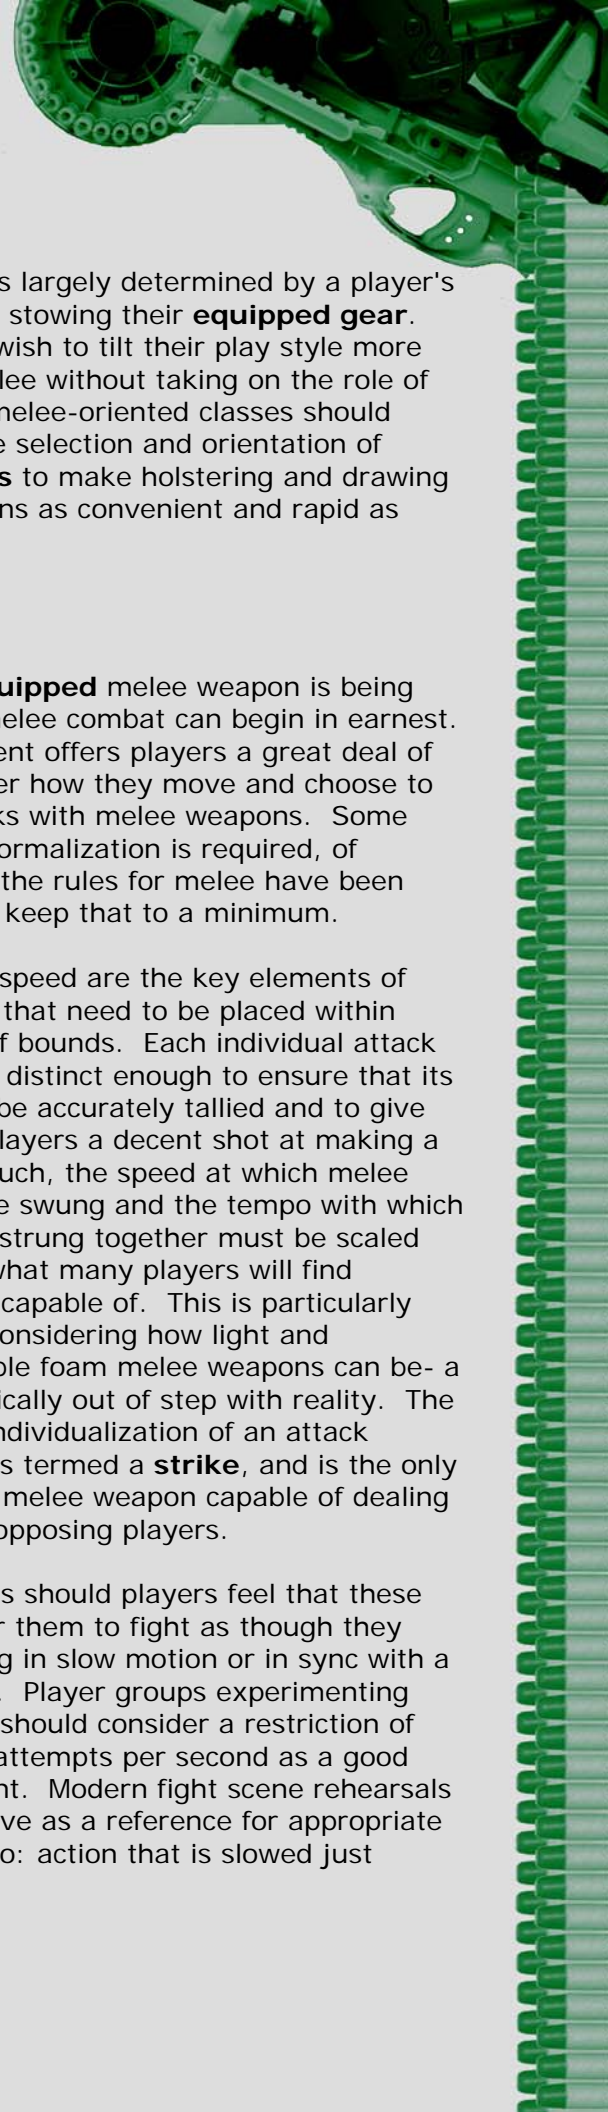 s largely determined by a player's
stowing their equipped gear.
wish to tilt their play style more
lee without taking on the role of
melee-oriented classes should
e selection and orientation of
s to make holstering and drawing
ns as convenient and rapid as
uipped melee weapon is being
nelee combat can begin in earnest.
ent offers players a great deal of
er how they move and choose to
ks with melee weapons.  Some
ormalization is required, of
the rules for melee have been
keep that to a minimum.
speed are the key elements of
that need to be placed within
f bounds.  Each individual attack
distinct enough to ensure that its
be accurately tallied and to give
layers a decent shot at making a
uch, the speed at which melee
e swung and the tempo with which
strung together must be scaled
what many players will find
capable of.  This is particularly
onsidering how light and
ble foam melee weapons can be- a
ically out of step with reality.  The
ndividualization of an attack
s termed a strike, and is the only
melee weapon capable of dealing
opposing players.
s should players feel that these
r them to fight as though they
g in slow motion or in sync with a
.  Player groups experimenting
should consider a restriction of
attempts per second as a good
nt.  Modern fight scene rehearsals
ve as a reference for appropriate
o: action that is slowed just